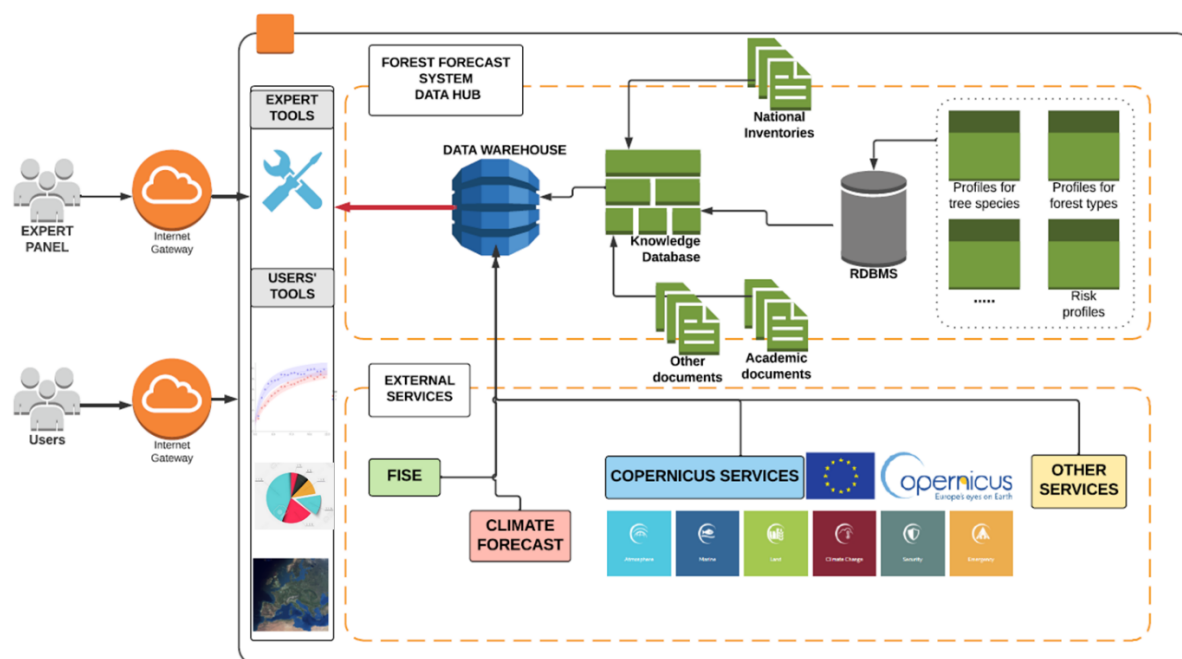 FOREST FORECAST
SYSTEM
DATA HUB
EXPERT
TOOLS
National
Inventories
DATA WAREHOUSE
Profiles for
tree species
Profiles for
forest types
EXPERT
PANEL
Internet
Gateway
Knowledge
Database
RDBMS
USERS'
TOOLS
.....
Risk
profiles
Other
documents
Academic
documents
EXTERNAL
SERVICES
Users
Internet
Gateway
FISE
COPERNICUS SERVICES
opernicus
Europe's eyes on Earth
OTHER
SERVICES
CLIMATE
FORECAST
Atmosphere
Marine
Land
Climate Change
Security
Emergency